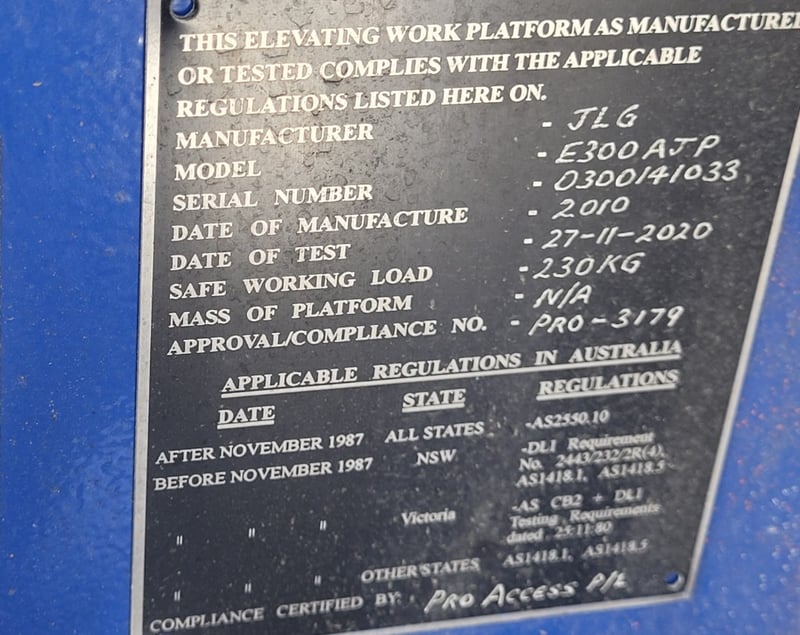 THIS ELEVATING WORK PLATFORM AS MANUFACTURED
OR TESTED COMPLIES WITH THE APPLICABLE
REGULATIONS LISTED HERE ON.
MANUFACTURER - JLG
MODEL - E300AJP
SERIAL NUMBER - 0300141033
DATE OF MANUFACTURE - 2010
DATE OF TEST - 27-11-2020
SAFE WORKING LOAD - 230KG
MASS OF PLATFORM - N/A
APPROVAL/COMPLIANCE NO. - PRO-3179
APPLICABLE REGULATIONS IN AUSTRALIA
DATE STATE REGULATIONS
AFTER NOVEMBER 1987 ALL STATES -AS2550.10
BEFORE NOVEMBER 1987 NSW -DLI Requirement
No. 2443/232/2R(4),
AS1418.1, AS1418.5
" " " Victoria -AS CB2 + DLI
Testing Requirements
dated 25:11:80
" " " OTHER STATES AS1418.1, AS1418.5
COMPLIANCE CERTIFIED BY: PRO ACCESS P/L